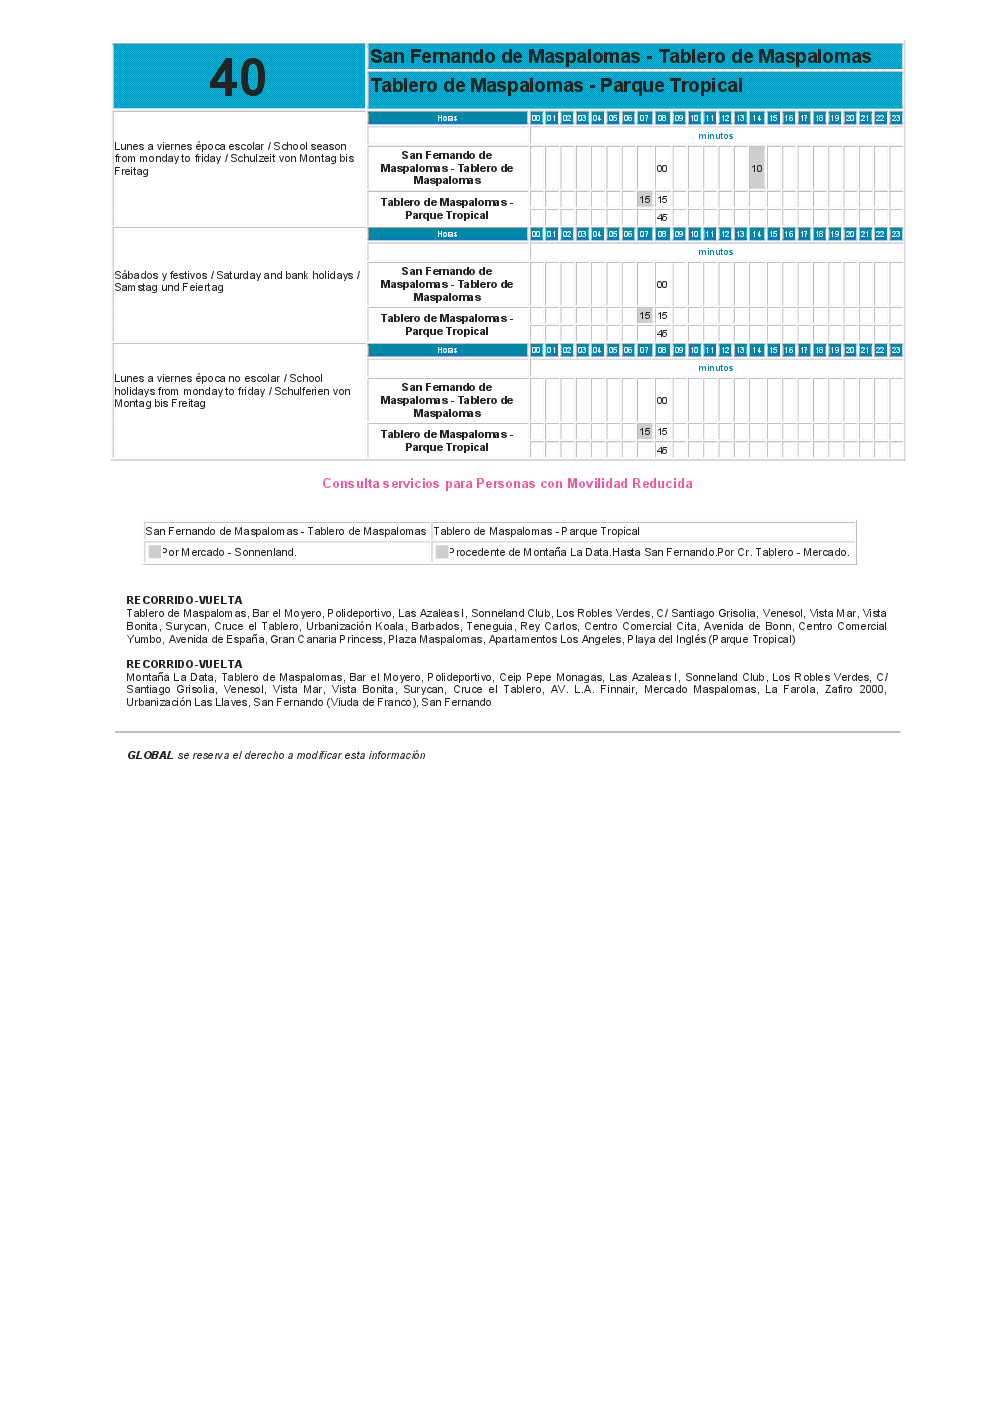 40
San Fernando de Maspalomas - Tablero de Maspalomas
Tablero de Maspalomas - Parque Tropical
Lunes a viernes época escolar / School season
from monday to friday / Schulzeit von Montag bis
Freitag
Horas 00 01 02 03 04 05 06 07 08 09 10 11 12 13 14 15 16 17 18 19 20 21 22 23
minutos
San Fernando de
Maspalomas - Tablero de
Maspalomas
00 10
Tablero de Maspalomas -
Parque Tropical
15 15
45
Sábados y festivos / Saturday and bank holidays /
Samstag und Feiertag
Horas 00 01 02 03 04 05 06 07 08 09 10 11 12 13 14 15 16 17 18 19 20 21 22 23
minutos
San Fernando de
Maspalomas - Tablero de
Maspalomas
00
Tablero de Maspalomas -
Parque Tropical
15 15
45
Lunes a viernes época no escolar / School
holidays from monday to friday / Schulferien von
Montag bis Freitag
Horas 00 01 02 03 04 05 06 07 08 09 10 11 12 13 14 15 16 17 18 19 20 21 22 23
minutos
San Fernando de
Maspalomas - Tablero de
Maspalomas
00
Tablero de Maspalomas -
Parque Tropical
15 15
45
Consulta servicios para Personas con Movilidad Reducida
San Fernando de Maspalomas - Tablero de Maspalomas Tablero de Maspalomas - Parque Tropical
Por Mercado - Sonnenland. Procedente de Montaña La Data.Hasta San Fernando.Por Cr. Tablero - Mercado.
RECORRIDO-VUELTA
Tablero de Maspalomas, Bar el Moyero, Polideportivo, Las Azaleas I, Sonneland Club, Los Robles Verdes, C/ Santiago Grisolia, Venesol, Vista Mar, Vista
Bonita, Surycan, Cruce el Tablero, Urbanización Koala, Barbados, Teneguia, Rey Carlos, Centro Comercial Cita, Avenida de Bonn, Centro Comercial
Yumbo, Avenida de España, Gran Canaria Princess, Plaza Maspalomas, Apartamentos Los Angeles, Playa del Inglés (Parque Tropical)
RECORRIDO-VUELTA
Montaña La Data, Tablero de Maspalomas, Bar el Moyero, Polideportivo, Ceip Pepe Monagas, Las Azaleas I, Sonneland Club, Los Robles Verdes, C/
Santiago Grisolia, Venesol, Vista Mar, Vista Bonita, Surycan, Cruce el Tablero, AV. L.A. Finnair, Mercado Maspalomas, La Farola, Zafiro 2000,
Urbanización Las Llaves, San Fernando (Viuda de Franco), San Fernando
GLOBAL se reserva el derecho a modificar esta información